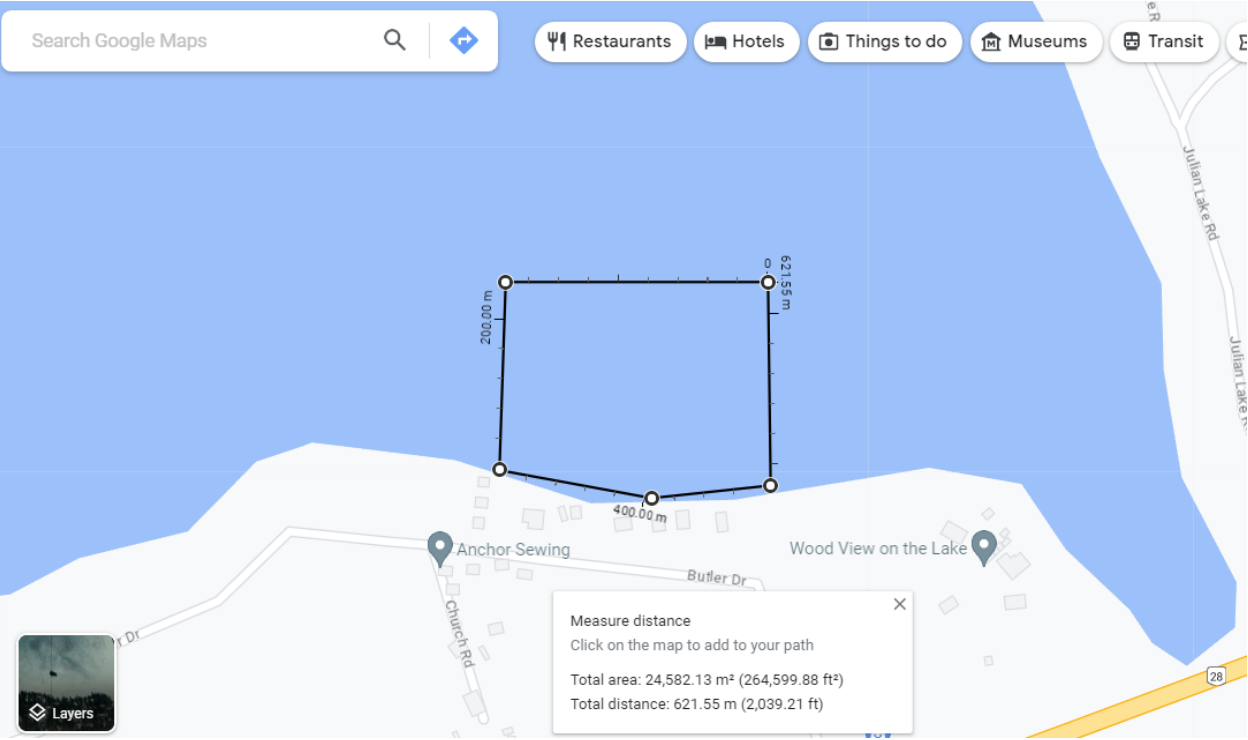 Search Google Maps
Restaurants
Hotels
Things to do
Museums
Transit
Julian Lake Rd
0
621.55 m
200.00 m
Julian Lake R
400.00 m
Anchor Sewing
Wood View on the Lake
Butler Dr
r Dr
Church Rd
Measure distance
Click on the map to add to your path
Total area: 24,582.13 m² (264,599.88 ft²)
Total distance: 621.55 m (2,039.21 ft)
28
Layers